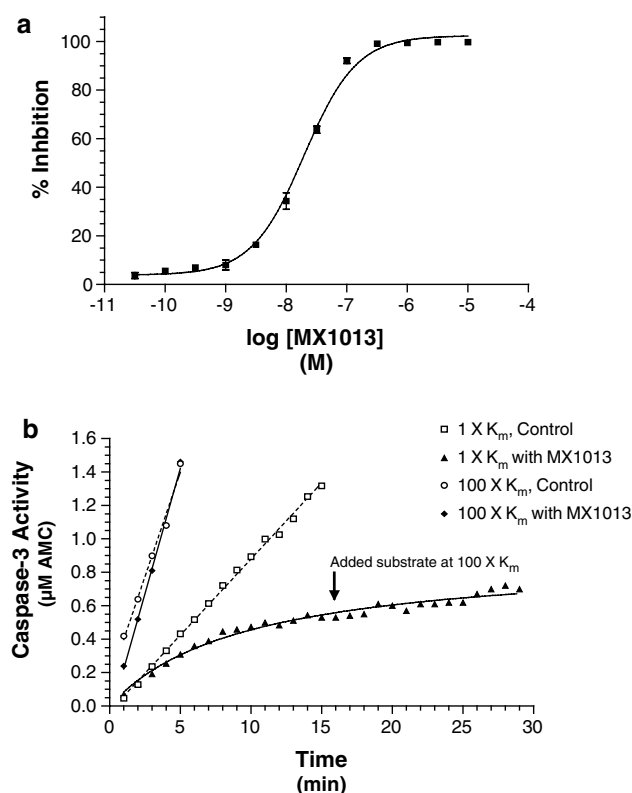 a
% Inhbition
100
80
60
40
20
0
-11 -10 -9 -8 -7 -6 -5 -4
log [MX1013]
(M)
b
Caspase-3 Activity
(µM AMC)
1.6
1.4
1.2
1.0
0.8
0.6
0.4
0.2
0.0
0 5 10 15 20 25 30
Time
(min)
1 X Km, Control
1 X Km with MX1013
100 X Km, Control
100 X Km with MX1013
Added substrate at 100 X Km